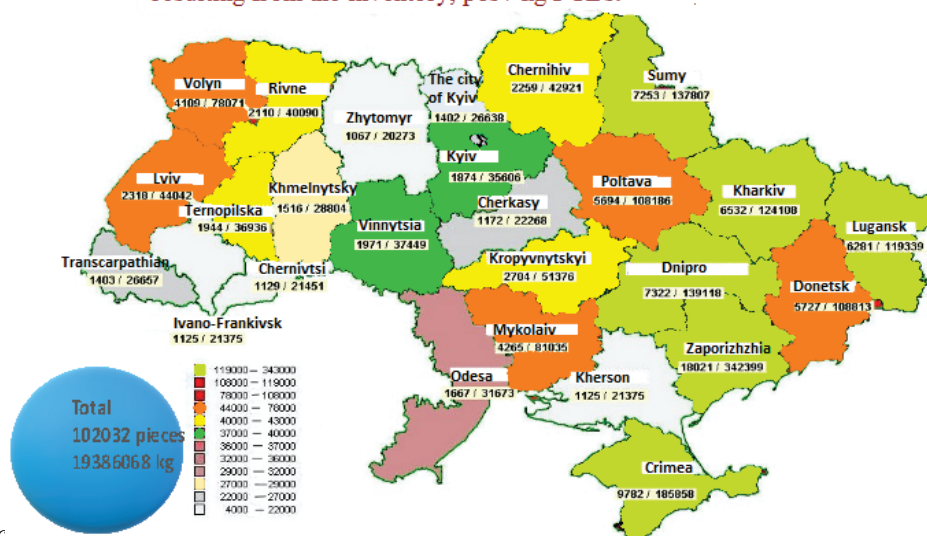 resulting from the inventory,
Volyn
4109 / 78071
Rivne
2110 / 40090
Zhytomyr
1067 / 20273
The city
of Kyiv
1402 / 26638
Chernihiv
2259 / 42921
Sumy
7253 / 137807
Kyiv
1874 / 35606
Lviv
2318 / 44042
Ternopilska
1944 / 36936
Khmelnytsky
1516 / 28804
Vinnytsia
1971 / 37449
Cherkasy
1172 / 22268
Poltava
5694 / 108186
Kharkiv
6532 / 124108
Lugansk
6281 / 119339
Transcarpathian
1403 / 26657
Chernivtsi
1129 / 21451
Kropyvnytskyi
2704 / 51376
Dnipro
7322 / 139118
Donetsk
5727 / 108813
Ivano-Frankivsk
1125 / 21375
Mykolaiv
4265 / 81035
Zaporizhzhia
18021 / 342399
Odesa
1667 / 31673
Kherson
1125 / 21375
Crimea
9782 / 185858
Total
102032 pieces
19386068 kg
119000 — 343000
108000 — 119000
78000 — 108000
44000 — 78000
40000 — 43000
37000 — 40000
36000 — 37000
32000 — 36000
29000 — 32000
27000 — 29000
22000 — 27000
4000 — 22000